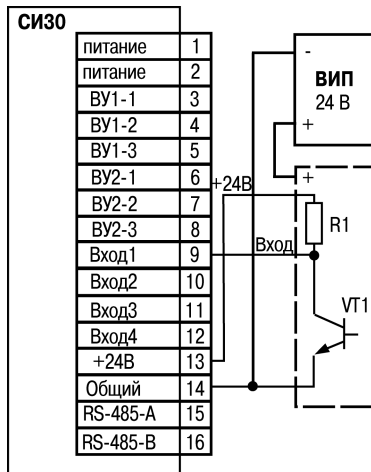 СИ30
питание 1
питание 2
ВУ1-1 3
ВУ1-2 4
ВУ1-3 5
ВУ2-1 6
ВУ2-2 7
ВУ2-3 8
Вход1 9
Вход2 10
Вход3 11
Вход4 12
+24В 13
Общий 14
RS-485-А 15
RS-485-В 16
+24В
Вход
-
ВИП
24 В
+
+
R1
VT1